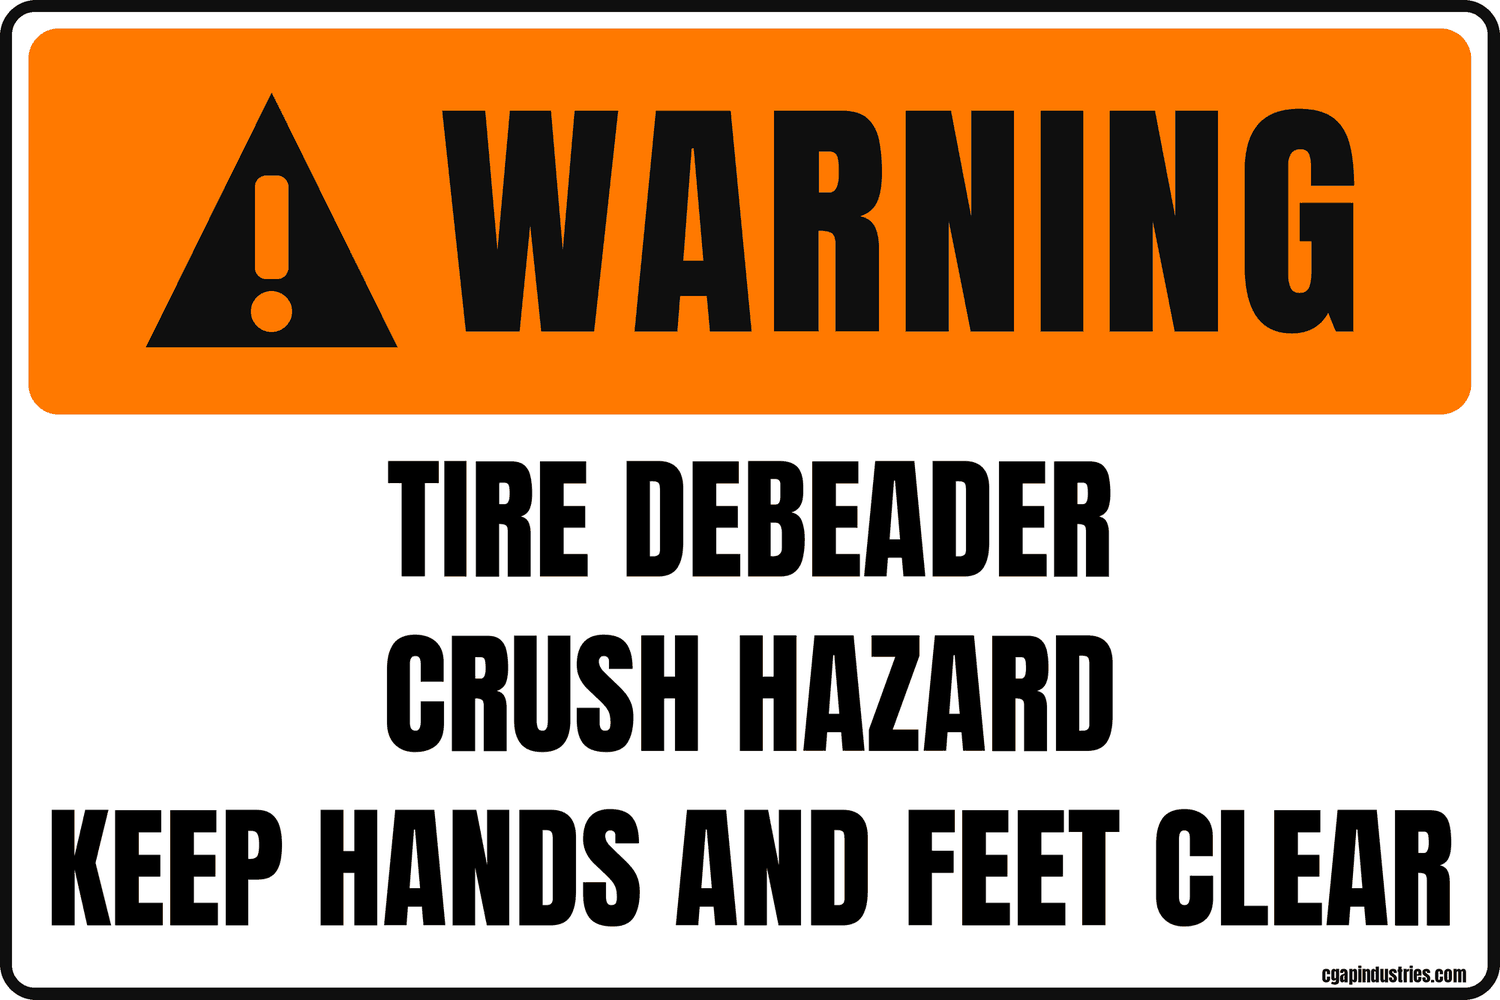 WARNING
TIRE DEBEADER
CRUSH HAZARD
KEEP HANDS AND FEET CLEAR
cgapindustries.com